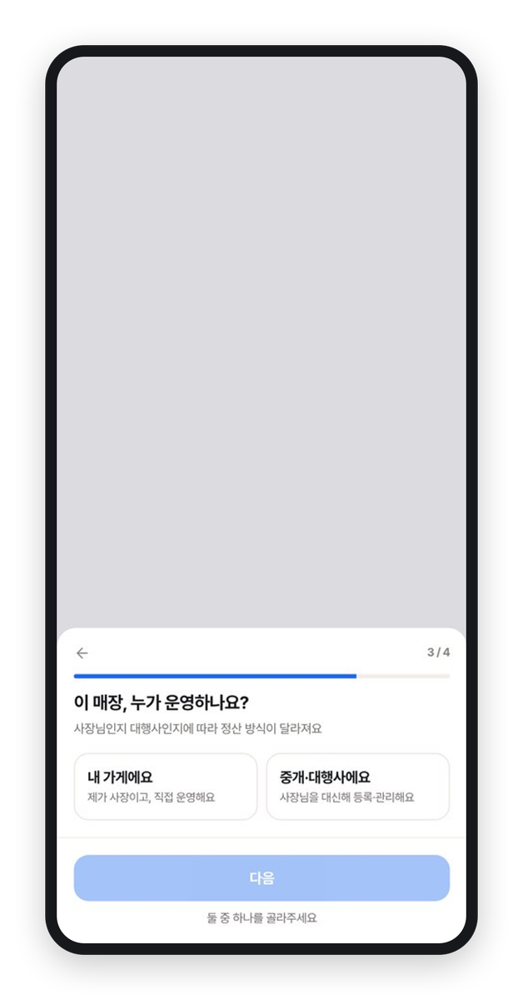 3 / 4
이 매장, 누가 운영하나요?
사장님인지 대행사인지에 따라 정산 방식이 달라져요
내 가게에요
제가 사장이고, 직접 운영해요
중개·대행사에요
사장님을 대신해 등록·관리해요
다음
둘 중 하나를 골라주세요